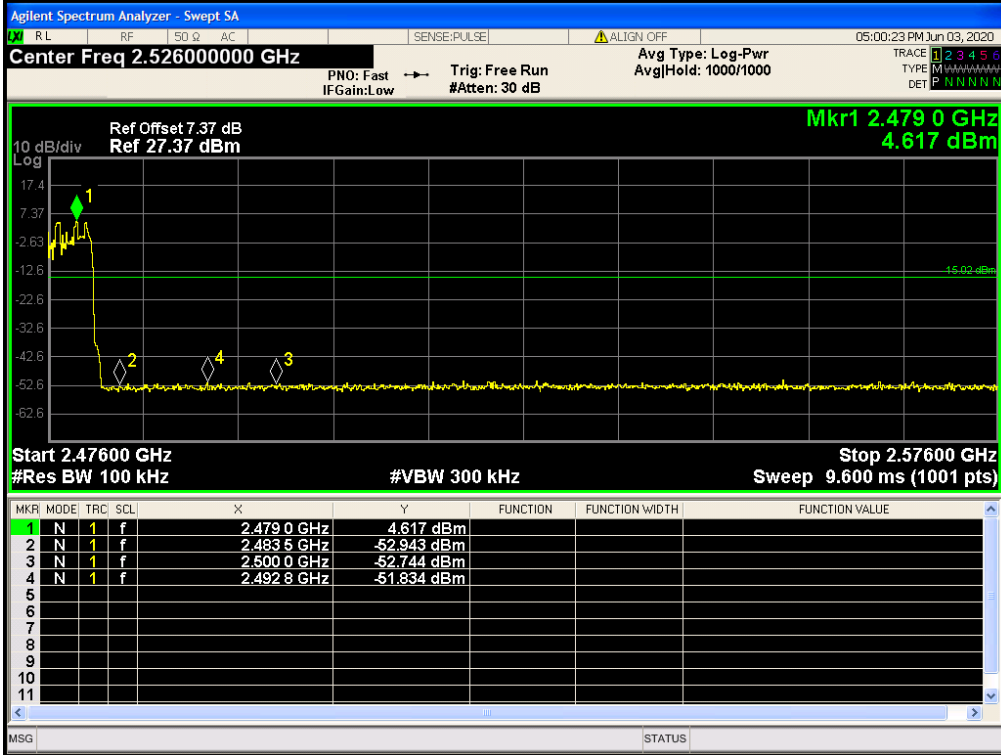 Agilent Spectrum Analyzer - Swept SA
LXI RL RF 50 Ω AC SENSE:PULSE ALIGN OFF 05:00:23 PM Jun 03, 2020
Center Freq 2.526000000 GHz
PNO: Fast
IFGain:Low
Trig: Free Run
#Atten: 30 dB
Avg Type: Log-Pwr
Avg|Hold: 1000/1000
TRACE 1 2 3 4 5 6
TYPE M
DET P N N N N N
Mkr1 2.479 0 GHz
4.617 dBm
Ref Offset 7.37 dB
10 dB/div Ref 27.37 dBm
Log
17.4
7.37
-2.63
-12.6
-22.6
-32.6
-42.6
-52.6
-62.6
1
-15.02 dBm
2
4
3
Start 2.47600 GHz Stop 2.57600 GHz
#Res BW 100 kHz #VBW 300 kHz Sweep 9.600 ms (1001 pts)
MKR MODE TRC SCL X Y FUNCTION FUNCTION WIDTH FUNCTION VALUE
1 N 1 f 2.479 0 GHz 4.617 dBm
2 N 1 f 2.483 5 GHz -52.943 dBm
3 N 1 f 2.500 0 GHz -52.744 dBm
4 N 1 f 2.492 8 GHz -51.834 dBm
5
6
7
8
9
10
11
MSG STATUS